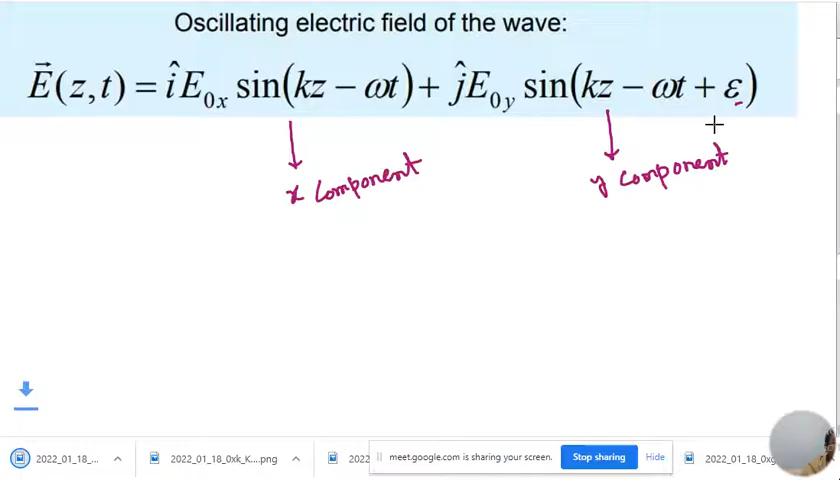 Oscillating electric field of the wave:
E⃗(z,t) = îE₀ₓ sin(kz − ωt) + ĵE₀ᵧ sin(kz − ωt + ε)
x component
y component
2022_01_18_...
2022_01_18_0xk_K....png
2022
meet.google.com is sharing your screen.
Stop sharing
Hide
2022_01_18_0xg